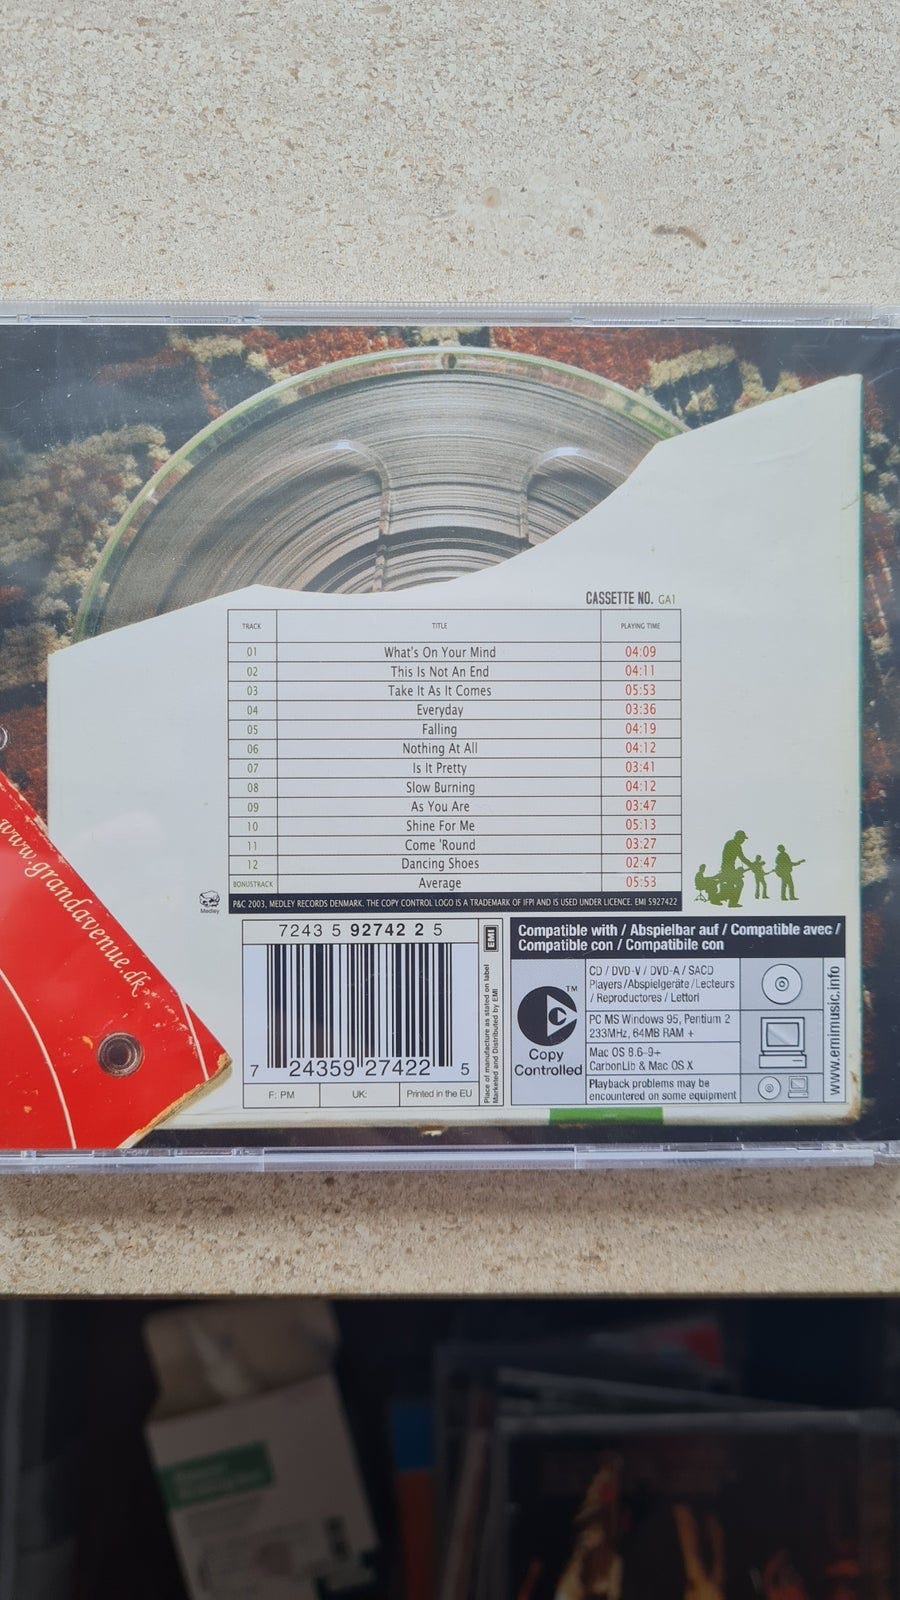 CASSETTE NO. GA1
TRACK TITLE PLAYING TIME
01 What's On Your Mind 04:09
02 This Is Not An End 04:11
03 Take It As It Comes 05:53
04 Everyday 03:36
05 Falling 04:19
06 Nothing At All 04:12
07 Is It Pretty 03:41
08 Slow Burning 04:12
09 As You Are 03:47
10 Shine For Me 05:13
11 Come 'Round 03:27
12 Dancing Shoes 02:47
BONUSTRACK Average 05:53
P&C 2003, MEDLEY RECORDS DENMARK. THE COPY CONTROL LOGO IS A TRADEMARK OF IFPI AND IS USED UNDER LICENCE. EMI 5927422
Medley
www.grandavenue.dk
7243 5 92742 2 5
7 24359 27422 5
F: PM
UK:
Printed in the EU
EMI
Place of manufacture as stated on label
Marketed and Distributed by EMI
Compatible with / Abspielbar auf / Compatible avec /
Compatible con / Compatibile con
TM
Copy
Controlled
CD / DVD-V / DVD-A / SACD
Players /Abspielgeräte /Lecteurs
/ Reproductores / Lettori
PC MS Windows 95, Pentium 2
233MHz, 64MB RAM +
Mac OS 8.6-9+
CarbonLib & Mac OS X
Playback problems may be
encountered on some equipment
www.emimusic.info